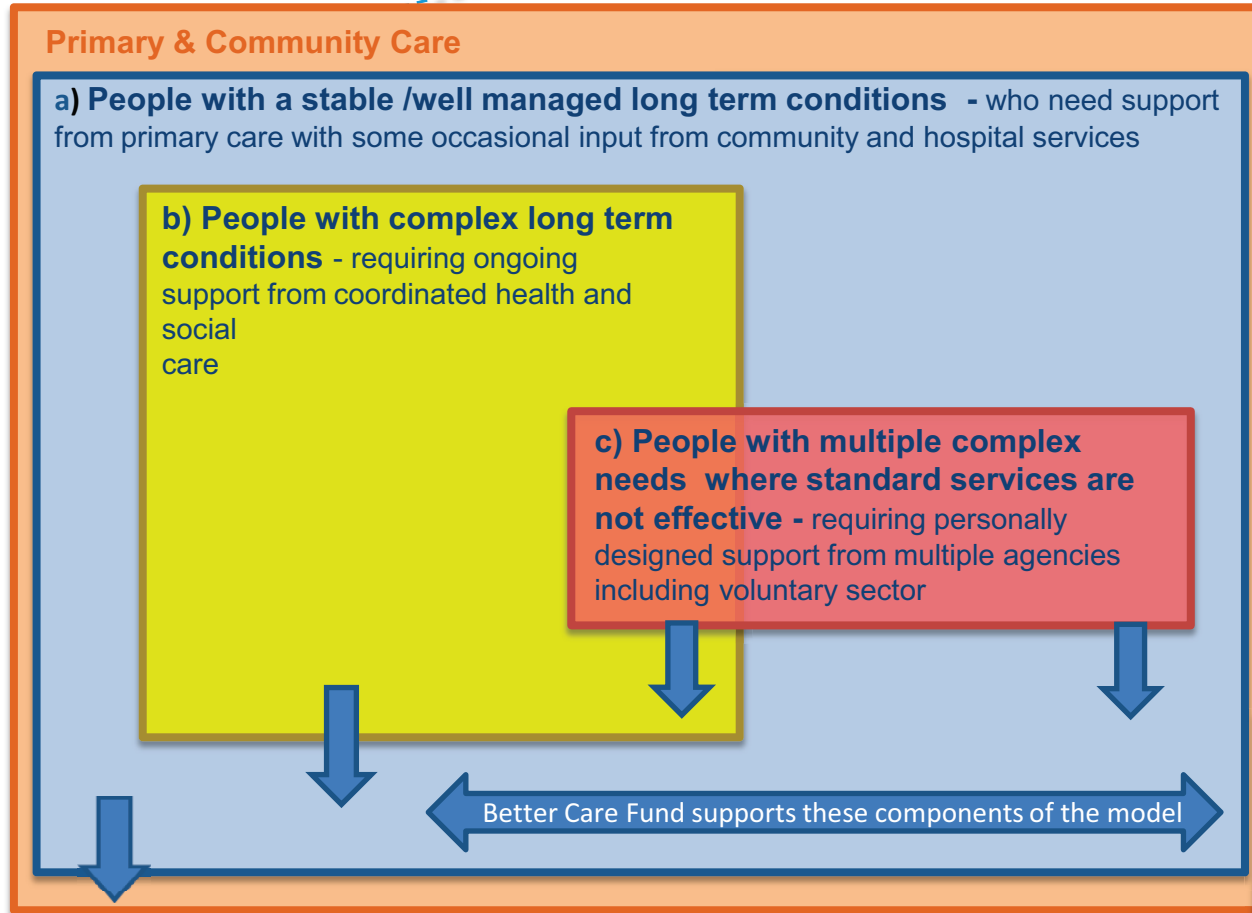 Primary & Community Care
a) People with a stable /well managed long term conditions - who need support
from primary care with some occasional input from community and hospital services
b) People with complex long term
conditions - requiring ongoing
support from coordinated health and
social
care
c) People with multiple complex
needs where standard services are
not effective - requiring personally
designed support from multiple agencies
including voluntary sector
Better Care Fund supports these components of the model